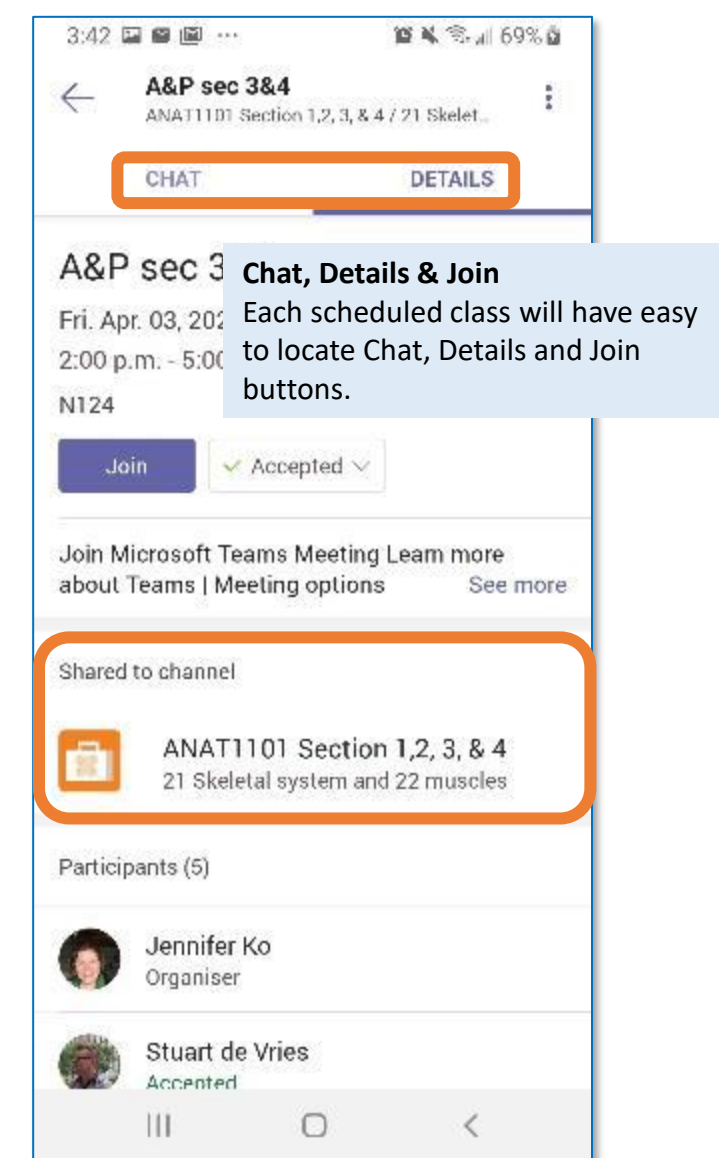 3:42 ... 69%
A&P sec 3&4
ANAT1101 Section 1,2, 3, & 4 / 21 Skelet...
CHAT DETAILS
A&P sec 3
Chat, Details & Join
Each scheduled class will have easy
to locate Chat, Details and Join
buttons.
Fri. Apr. 03, 202
2:00 p.m. - 5:00
N124
Join Accepted
Join Microsoft Teams Meeting Learn more
about Teams | Meeting options See more
Shared to channel
ANAT1101 Section 1,2, 3, & 4
21 Skeletal system and 22 muscles
Participants (5)
Jennifer Ko
Organiser
Stuart de Vries
Accepted